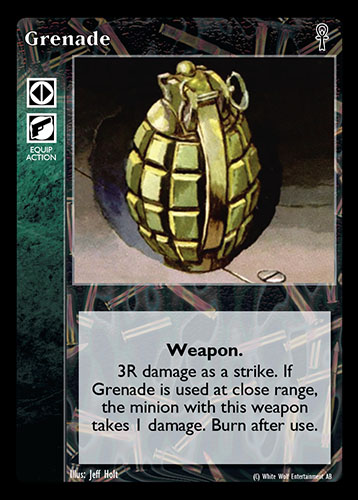 Grenade
EQUIP
ACTION
Weapon.
3R damage as a strike. If
Grenade is used at close range,
the minion with this weapon
takes 1 damage. Burn after use.
Illus: Jeff Holt
(C) White Wolf Entertainment AB